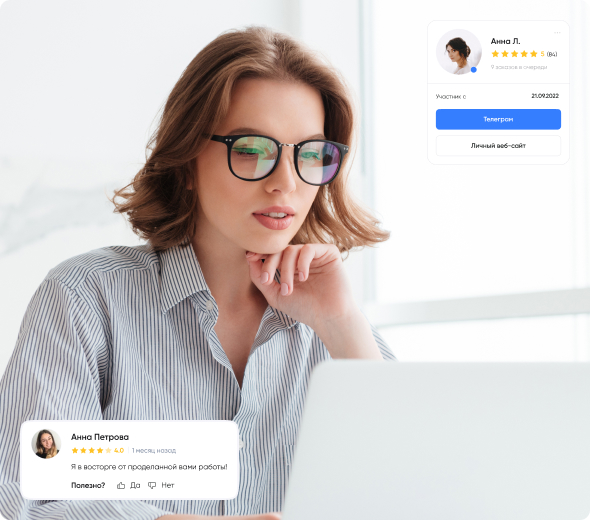 Анна Л.
5 (84)
9 заказов в очереди
Участник с 21.09.2022
Телеграм
Личный веб-сайт
Анна Петрова
4.0 1 месяц назад
Я в восторге от проделанной вами работы!
Полезно? Да Нет